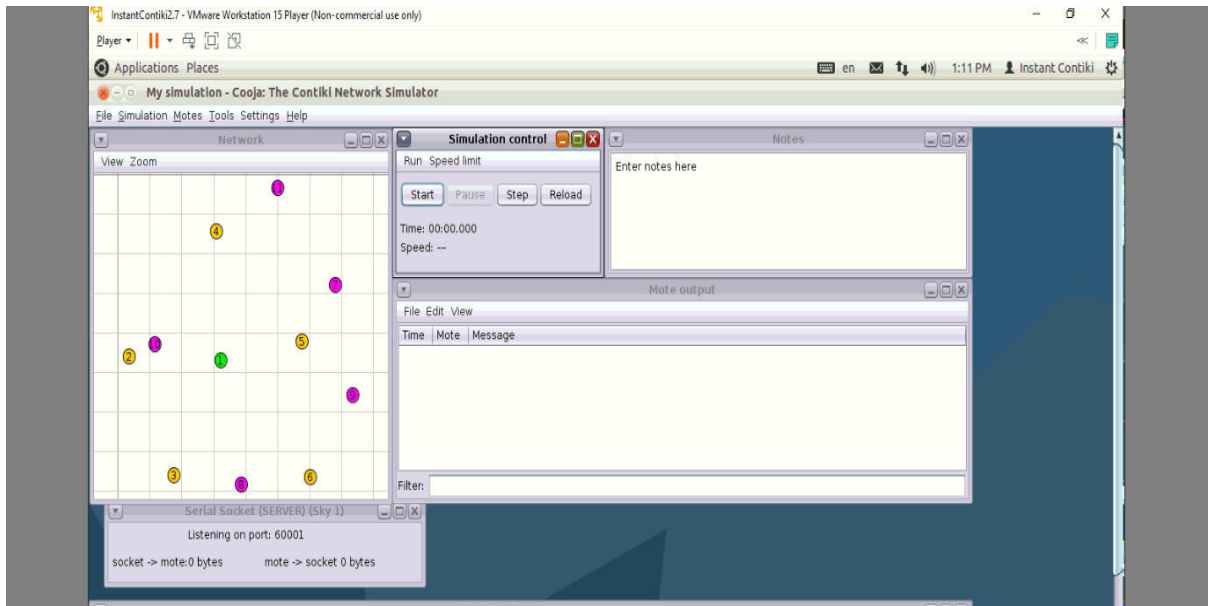 InstantContiki2.7 - VMware Workstation 15 Player (Non-commercial use only)
Player
Applications Places
en
1:11 PM
Instant Contiki
My simulation - Cooja: The Contiki Network Simulator
File Simulation Motes Tools Settings Help
Network
View Zoom
11
4
7
10
2
5
1
9
3
8
6
Simulation control
Run Speed limit
Start Pause Step Reload
Time: 00:00.000
Speed: ---
Notes
Enter notes here
Mote output
File Edit View
Time Mote Message
Filter:
Serial Socket (SERVER) (Sky 1)
Listening on port: 60001
socket -> mote:0 bytes mote -> socket 0 bytes